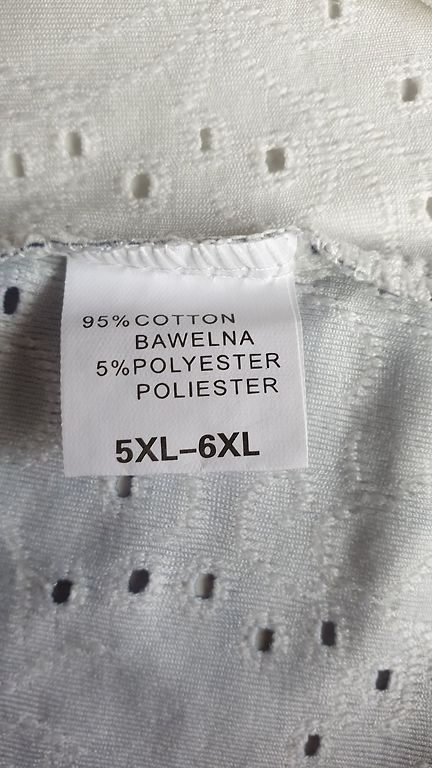 95% COTTON
BAWELNA
5% POLYESTER
POLIESTER
5XL-6XL